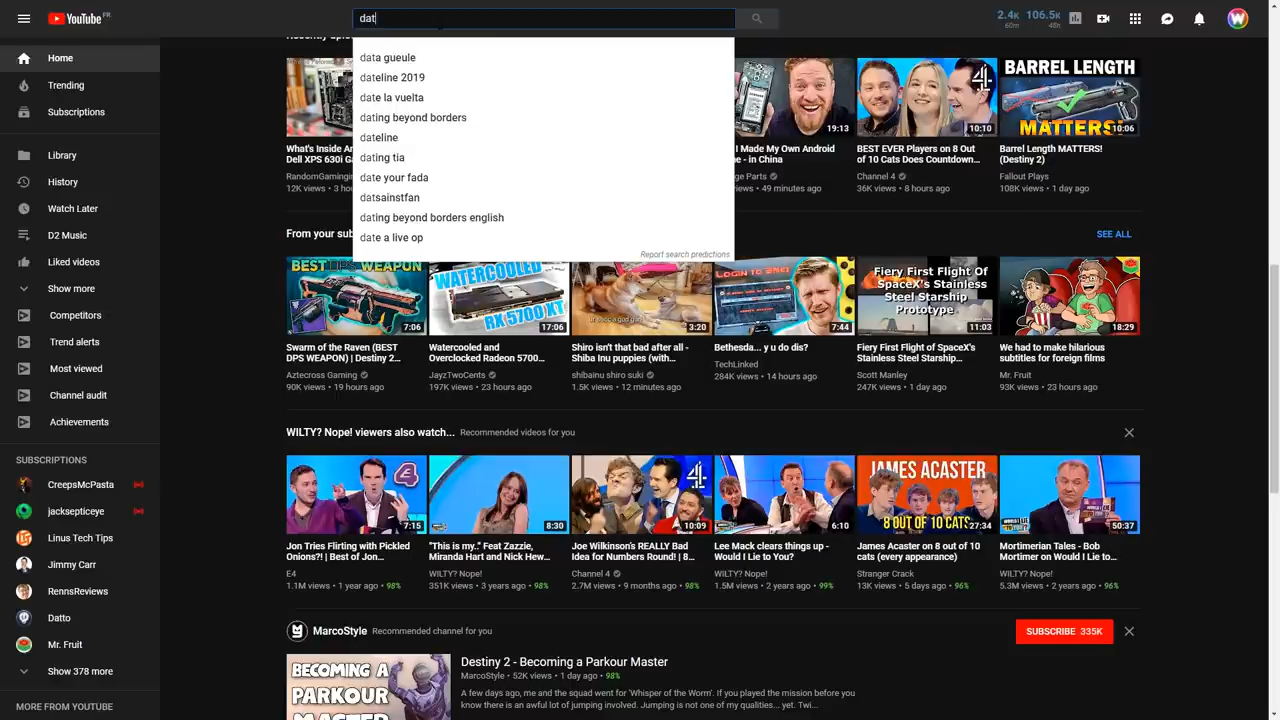 YouTube FR
dat
2.4K 60m
106.5K 48h
Home
Trending
Subscriptions
Library
History
Watch Later
D2 Music
Liked videos
Show more
Competitors
Trend alerts
Most viewed
Channel audit
Achievements
SUBSCRIPTIONS
CreepsMcPasta
jacksepticeye
Linus Tech Tips
Jimmy Carr
RennsReviews
Datto
Mr. Fruit
Show 378 more
MORE FROM YOUTUBE
data gueule
dateline 2019
date la vuelta
dating beyond borders
dateline
dating tia
date your fada
datsainstfan
dating beyond borders english
date a live op
Report search predictions
19:13
4
10:10
BARREL LENGTH
MATTERS!
10:06
What's Inside
Dell XPS 630i
RandomGaming
12K views • 3
I Made My Own Android
- in China
ge Parts
49 minutes ago
BEST EVER Players on 8 Out
of 10 Cats Does Countdown...
Channel 4
36K views • 8 hours ago
Barrel Length MATTERS!
(Destiny 2)
Fallout Plays
108K views • 1 day ago
From your
SEE ALL
BEST DPS WEAPON
7:06
WATERCOOLED
RX 5700 XT
17:06
3:20
LOGIN TO
7:44
Fiery First Flight Of
SpaceX's Stainless
Steel Starship
Prototype
11:03
18:29
Swarm of the Raven (BEST
DPS WEAPON) | Destiny 2...
Aztecross Gaming
90K views • 19 hours ago
Watercooled and
Overclocked Radeon 5700...
JayzTwoCents
197K views • 23 hours ago
Shiro isn't that bad after all -
Shiba Inu puppies (with...
shibainu shiro suki
1.5K views • 12 minutes ago
Bethesda... y u do dis?
TechLinked
284K views • 14 hours ago
Fiery First Flight of SpaceX's
Stainless Steel Starship...
Scott Manley
247K views • 1 day ago
We had to make hilarious
subtitles for foreign films
Mr. Fruit
93K views • 23 hours ago
WILTY? Nope! viewers also watch... Recommended videos for you
7:15
8:30
4
10:09
6:10
JAMES ACASTER
8 OUT OF 10 CATS
27:34
50:37
Jon Tries Flirting with Pickled
Onions?! | Best of Jon...
E4
1.1M views • 1 year ago • 98%
"This is my.." Feat Zazzie,
Miranda Hart and Nick Hew...
WILTY? Nope!
351K views • 3 years ago • 98%
Joe Wilkinson's REALLY Bad
Idea for Numbers Round! | 8...
Channel 4
2.7M views • 9 months ago • 98%
Lee Mack clears things up -
Would I Lie to You?
WILTY? Nope!
1.5M views • 2 years ago • 99%
James Acaster on 8 out of 10
cats (every appearance)
Stranger Crack
13K views • 5 days ago • 96%
Mortimerian Tales - Bob
Mortimer on Would I Lie to...
WILTY? Nope!
5.3M views • 2 years ago • 96%
MarcoStyle Recommended channel for you
SUBSCRIBE 335K
BECOMING A
PARKOUR
MASTER
Destiny 2 - Becoming a Parkour Master
MarcoStyle • 52K views • 1 day ago • 98%
A few days ago, me and the squad went for 'Whisper of the Worm'. If you played the mission before you
know there is an awful lot of jumping involved. Jumping is not one of my qualities... yet. Twi...